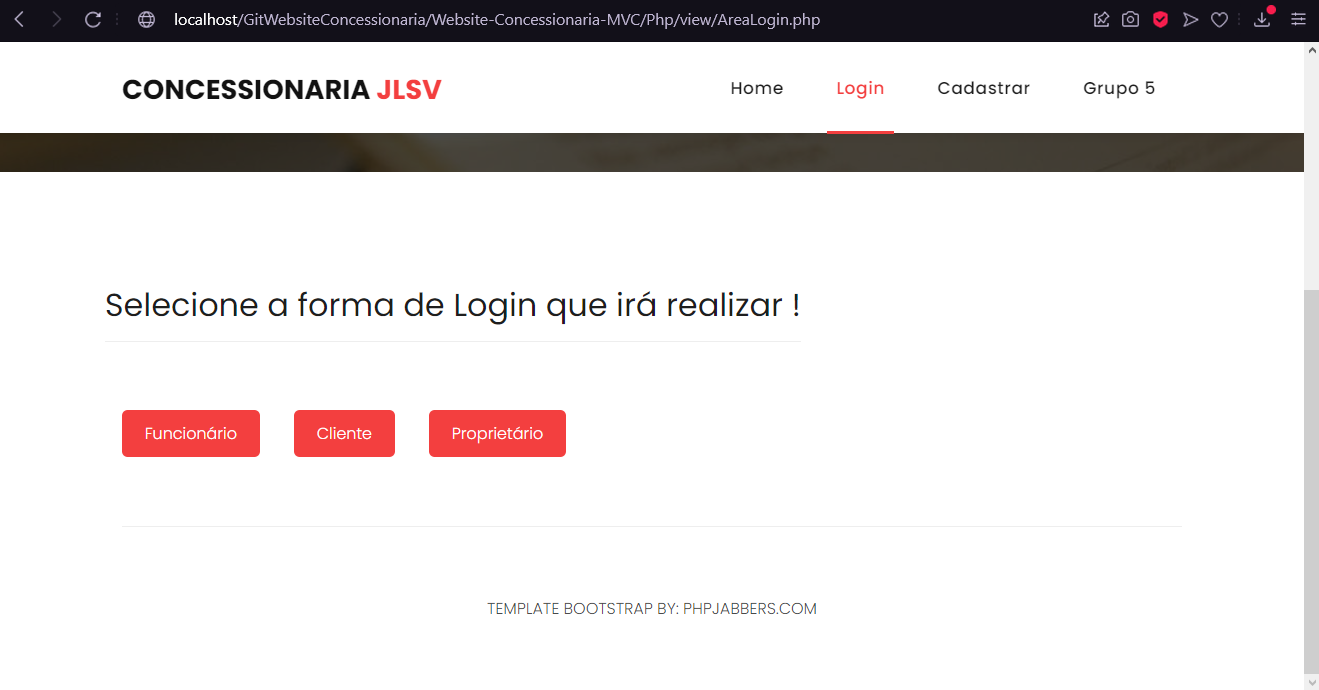 localhost/GitWebsiteConcessionaria/Website-Concessionaria-MVC/Php/view/AreaLogin.php
CONCESSIONARIA JLSV Home Login Cadastrar Grupo 5
Selecione a forma de Login que irá realizar !
Funcionário Cliente Proprietário
TEMPLATE BOOTSTRAP BY: PHPJABBERS.COM